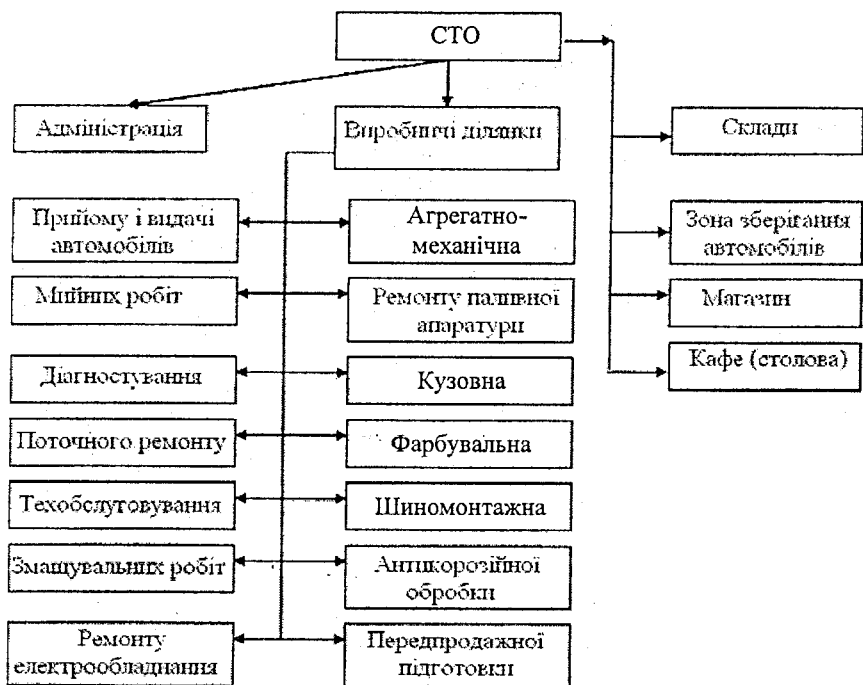 СТО
Адміністрація
Виробничі ділянки
Склади
Прийому і видачі
автомобілів
Агрегатно-
механічна
Зона зберігання
автомобілів
Мийних робіт
Ремонту паливної
апаратури
Магазин
Діагностування
Кузовна
Кафе (столова)
Поточного ремонту
Фарбувальна
Техобслутовування
Шиномонтажна
Змащувальних робіт
Антикорозійної
обробки
Ремонту
електрообладнання
Передпродажної
підготовки